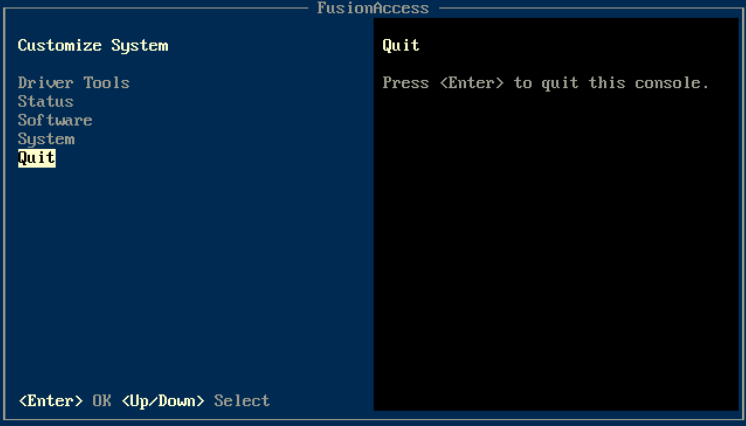 FusionAccess
Customize System
Driver Tools
Status
Software
System
Quit
<Enter> OK <Up/Down> Select
Quit
Press <Enter> to quit this console.